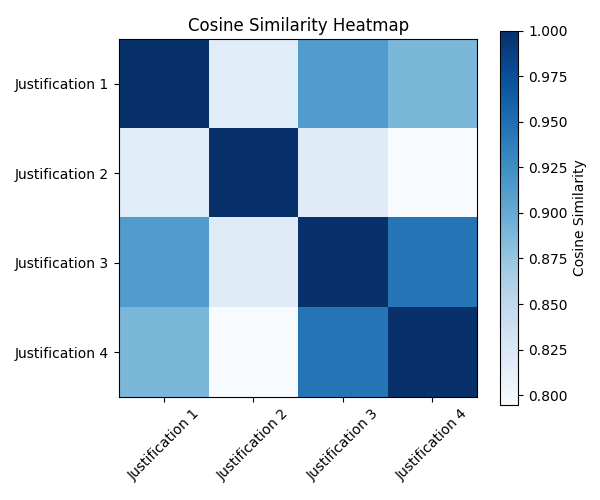 Cosine Similarity Heatmap
Justification 1
Justification 2
Justification 3
Justification 4
Justification 1
Justification 2
Justification 3
Justification 4
1.000
0.975
0.950
0.925
0.900
0.875
0.850
0.825
0.800
Cosine Similarity